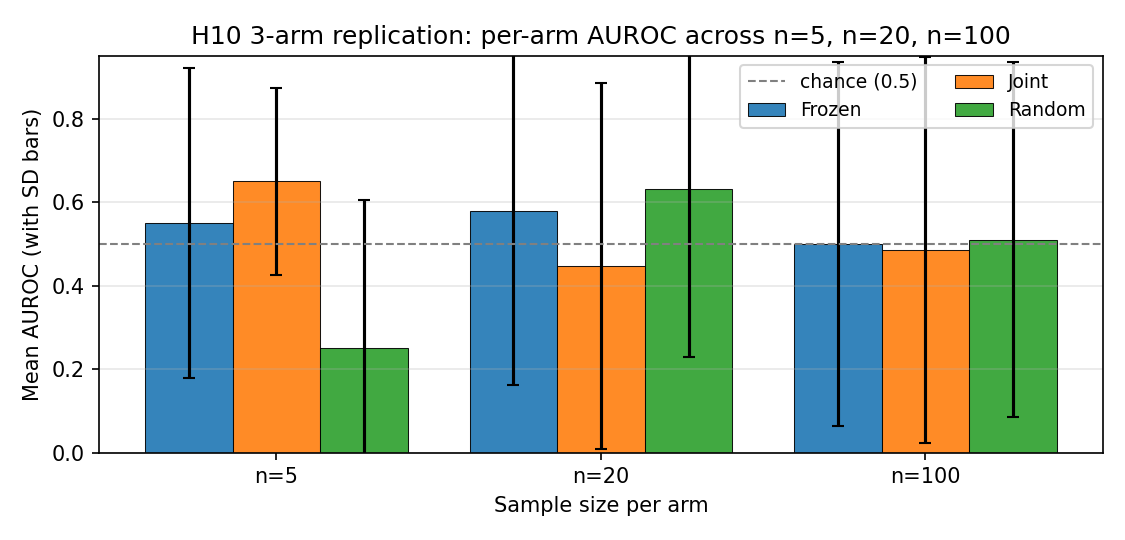 H10 3-arm replication: per-arm AUROC across n=5, n=20, n=100
Mean AUROC (with SD bars)
0.8
0.6
0.4
0.2
0.0
chance (0.5)
Frozen
Joint
Random
n=5
n=20
n=100
Sample size per arm